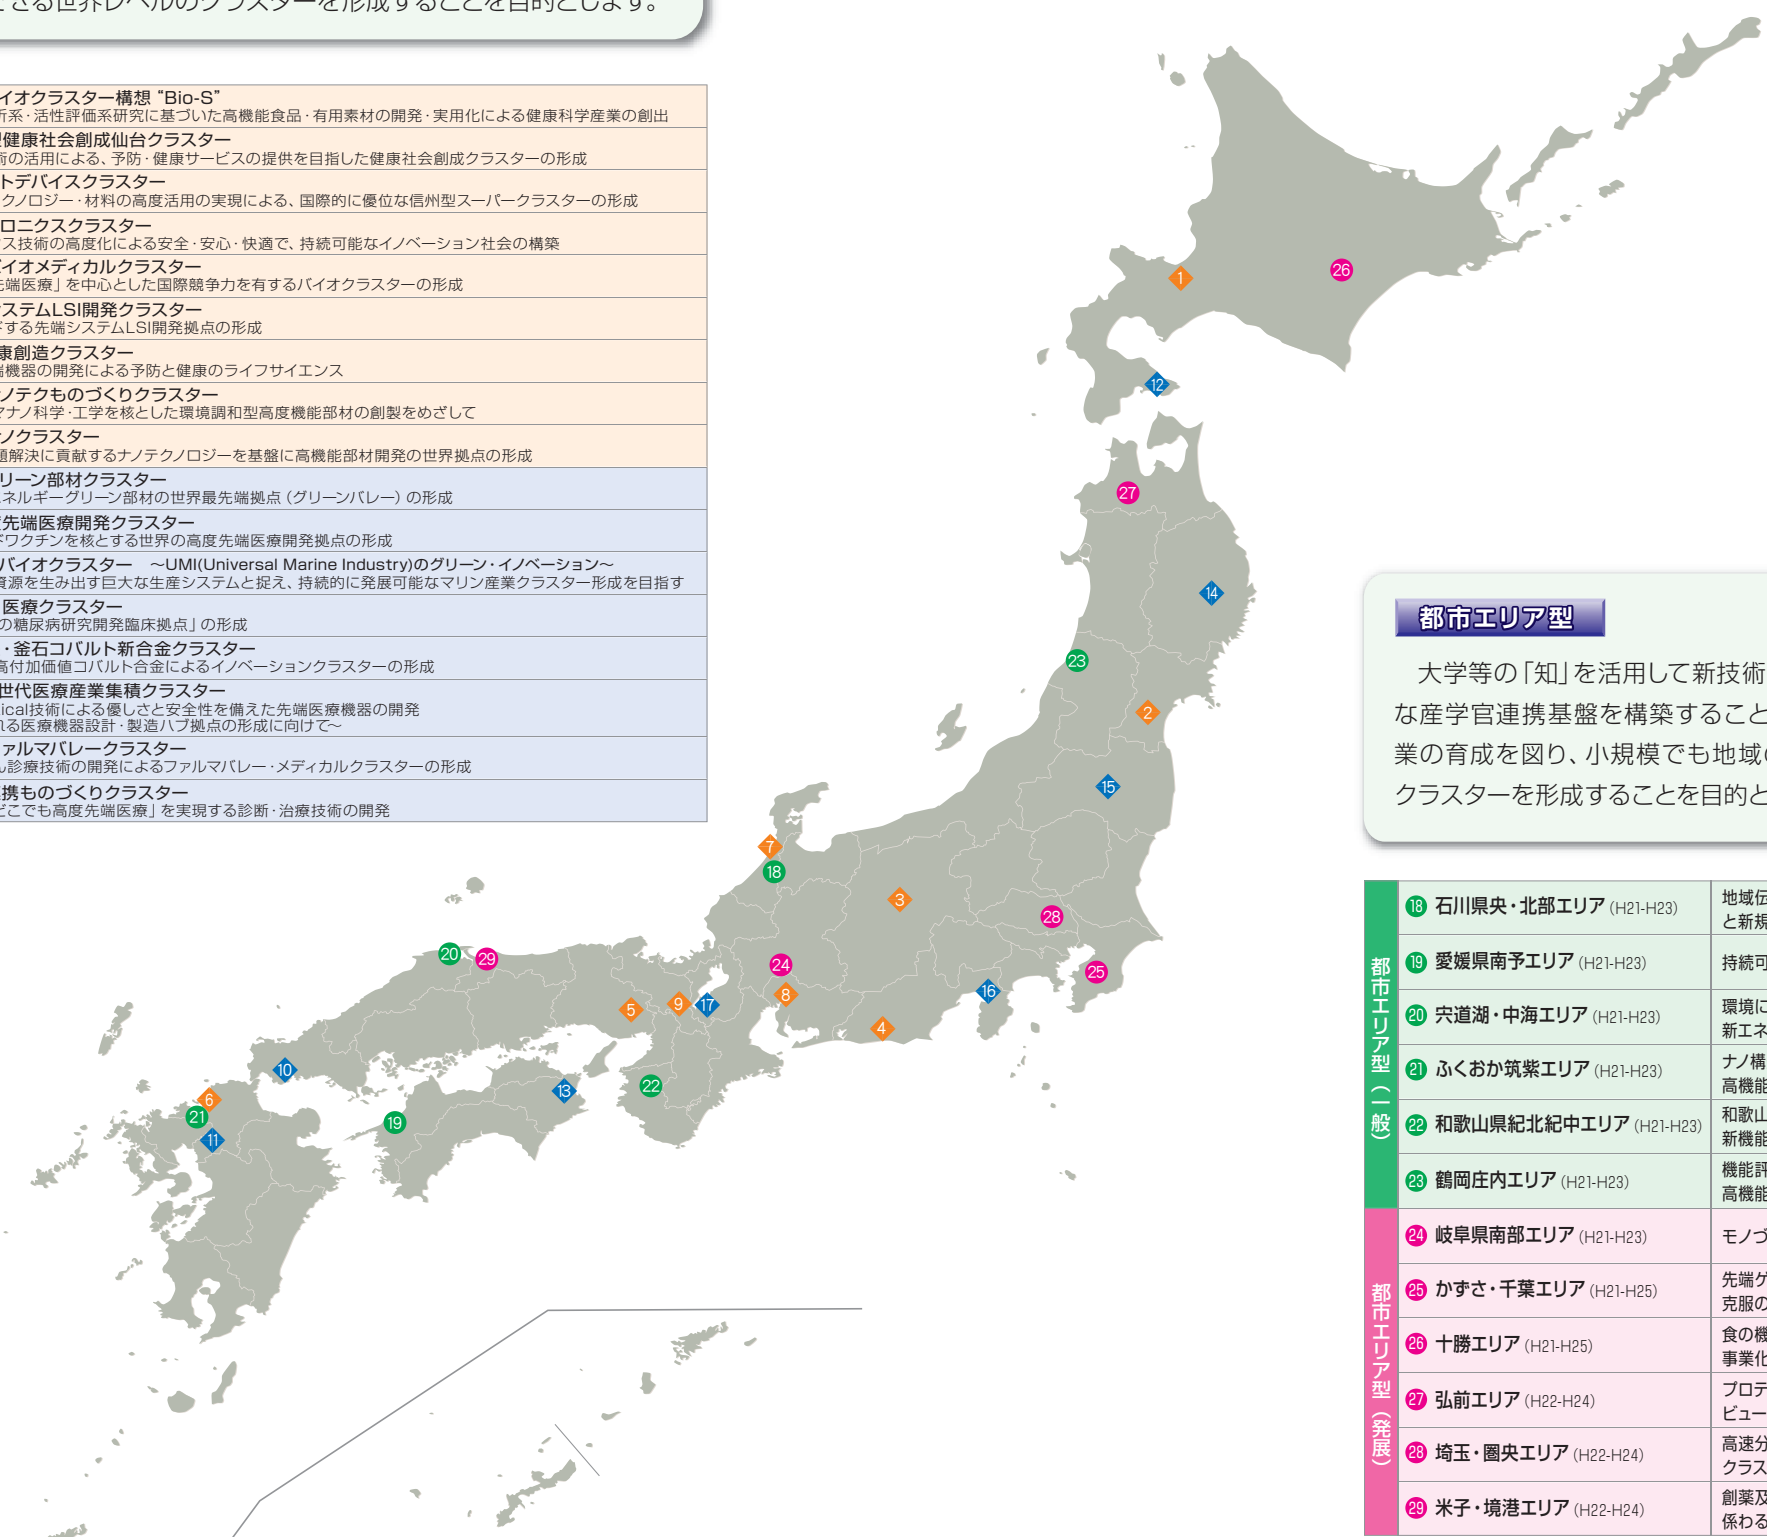 できる世界レベルのクラスターを形成することを目的とします。
イオクラスター構想 “Bio-S”
析系・活性評価系研究に基づいた高機能食品・有用素材の開発・実用化による健康科学産業の創出
健康社会創成仙台クラスター
術の活用による、予防・健康サービスの提供を目指した健康社会創成クラスターの形成
トデバイスクラスター
クノロジー・材料の高度活用の実現による、国際的に優位な信州型スーパークラスターの形成
ロニクスクラスター
ス技術の高度化による安全・安心・快適で、持続可能なイノベーション社会の構築
イオメディカルクラスター
先端医療」を中心とした国際競争力を有するバイオクラスターの形成
ステムLSI開発クラスター
ドする先端システムLSI開発拠点の形成
康創造クラスター
端機器の開発による予防と健康のライフサイエンス
ノテクものづくりクラスター
マナノ科学・工学を核とした環境調和型高度機能部材の創製をめざして
ノクラスター
題解決に貢献するナノテクノロジーを基盤に高機能部材開発の世界拠点の形成
リーン部材クラスター
ネルギーグリーン部材の世界最先端拠点（グリーンバレー）の形成
先端医療開発クラスター
ドワクチンを核とする世界の高度先端医療開発拠点の形成
バイオクラスター　～UMI(Universal Marine Industry)のグリーン・イノベーション～
資源を生み出す巨大な生産システムと捉え、持続的に発展可能なマリン産業クラスター形成を目指す
医療クラスター
の糖尿病研究開発臨床拠点」の形成
・釜石コバルト新合金クラスター
高付加価値コバルト合金によるイノベーションクラスターの形成
世代医療産業集積クラスター
ical技術による優しさと安全性を備えた先端医療機器の開発
れる医療機器設計・製造ハブ拠点の形成に向けて～
ァルマバレークラスター
ん診療技術の開発によるファルマバレー・メディカルクラスターの形成
携ものづくりクラスター
どこでも高度先端医療」を実現する診断・治療技術の開発
1
26
12
27
14
23
2
15
7
18
3
28
20
29
24
25
5
9
17
8
16
4
10
6
13
22
21
19
11
都市エリア型
大学等の「知」を活用して新技術
な産学官連携基盤を構築すること
業の育成を図り、小規模でも地域の
クラスターを形成することを目的と
都市エリア型（一般）
18 石川県央・北部エリア (H21-H23)
地域伝
と新規
19 愛媛県南予エリア (H21-H23)
持続可
20 宍道湖・中海エリア (H21-H23)
環境に
新エネ
21 ふくおか筑紫エリア (H21-H23)
ナノ構
高機能
22 和歌山県紀北紀中エリア (H21-H23)
和歌山
新機能
23 鶴岡庄内エリア (H21-H23)
機能評
高機能
都市エリア型（発展）
24 岐阜県南部エリア (H21-H23)
モノづ
25 かずさ・千葉エリア (H21-H25)
先端ゲ
克服の
26 十勝エリア (H21-H25)
食の機
事業化
27 弘前エリア (H22-H24)
プロテ
ビュー
28 埼玉・圏央エリア (H22-H24)
高速分
クラス
29 米子・境港エリア (H22-H24)
創薬及
係わる